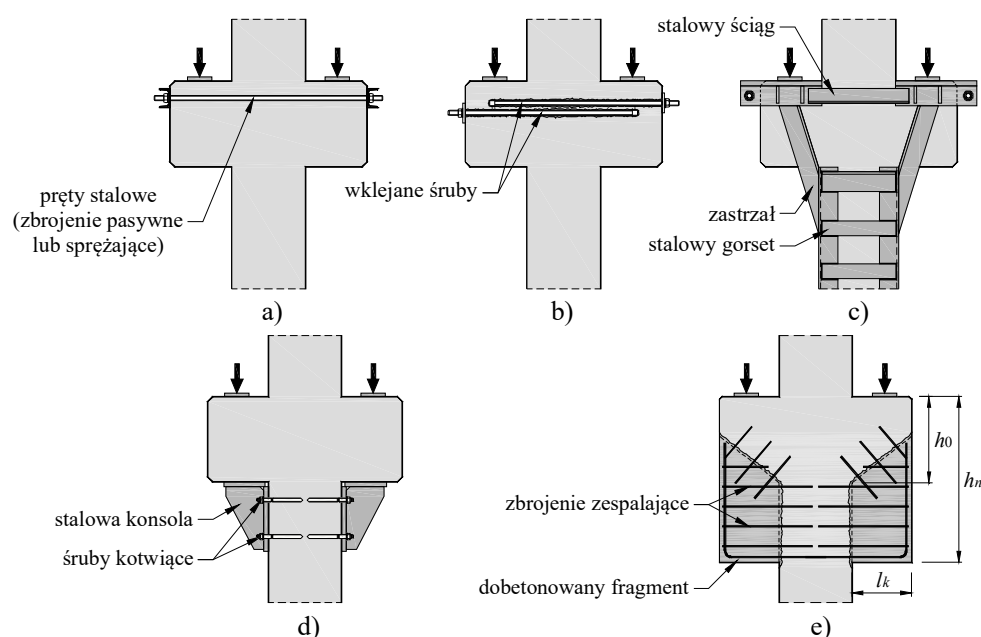 stalowy ściąg
pręty stalowe
(zbrojenie pasywne
lub sprężające)
wklejane śruby
zastrzał
stalowy gorset
a)
b)
c)
stalowa konsola
śruby kotwiące
zbrojenie zespalające
dobetonowany fragment
h0
hn
lk
d)
e)